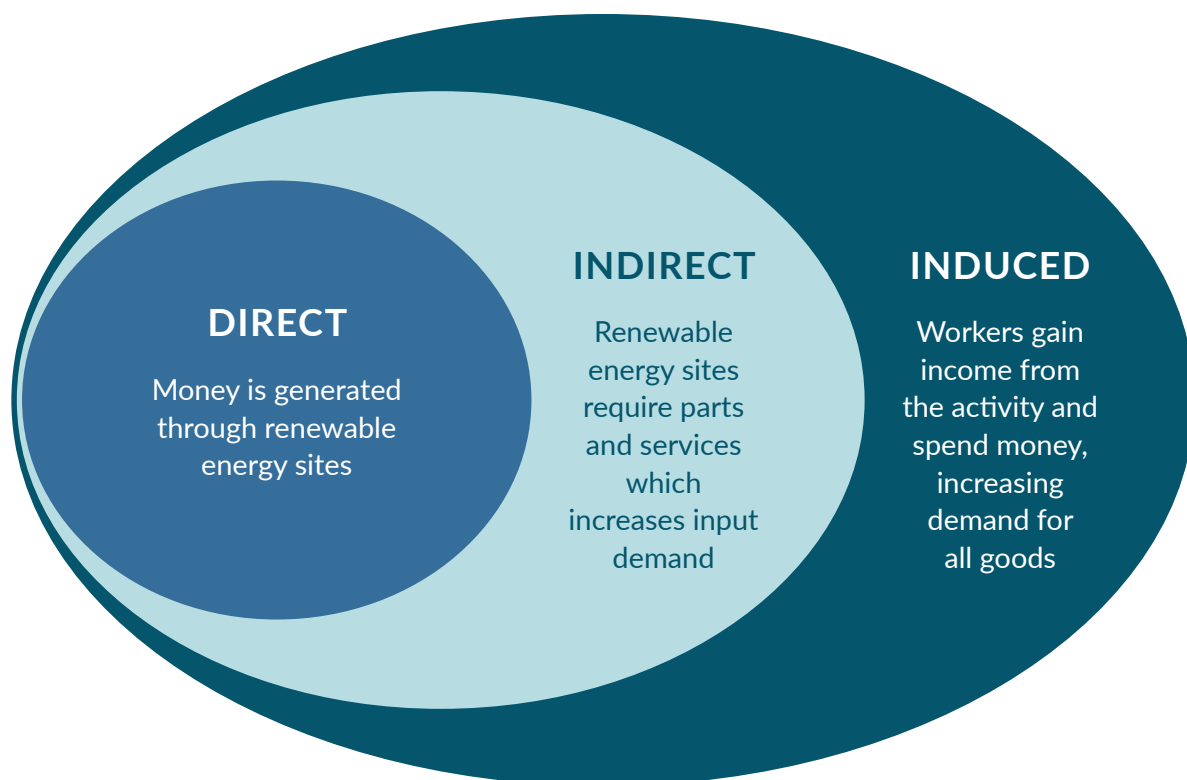 DIRECT
Money is generated
through renewable
energy sites
INDIRECT
Renewable
energy sites
require parts
and services
which
increases input
demand
INDUCED
Workers gain
income from
the activity and
spend money,
increasing
demand for
all goods